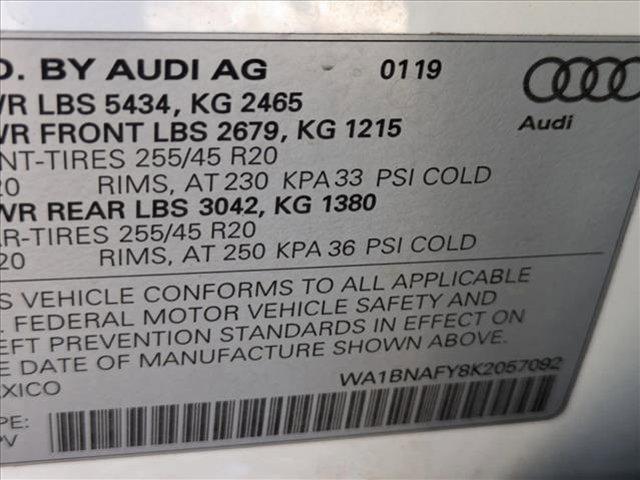 D. BY AUDI AG 0119
WR LBS 5434, KG 2465
WR FRONT LBS 2679, KG 1215
NT-TIRES 255/45 R20
20 RIMS, AT 230 KPA 33 PSI COLD
WR REAR LBS 3042, KG 1380
R-TIRES 255/45 R20
20 RIMS, AT 250 KPA 36 PSI COLD
Audi
S VEHICLE CONFORMS TO ALL APPLICABLE
. FEDERAL MOTOR VEHICLE SAFETY AND
EFT PREVENTION STANDARDS IN EFFECT ON
E DATE OF MANUFACTURE SHOWN ABOVE.
EXICO WA1BNAFY8K2057092
PE:
PV